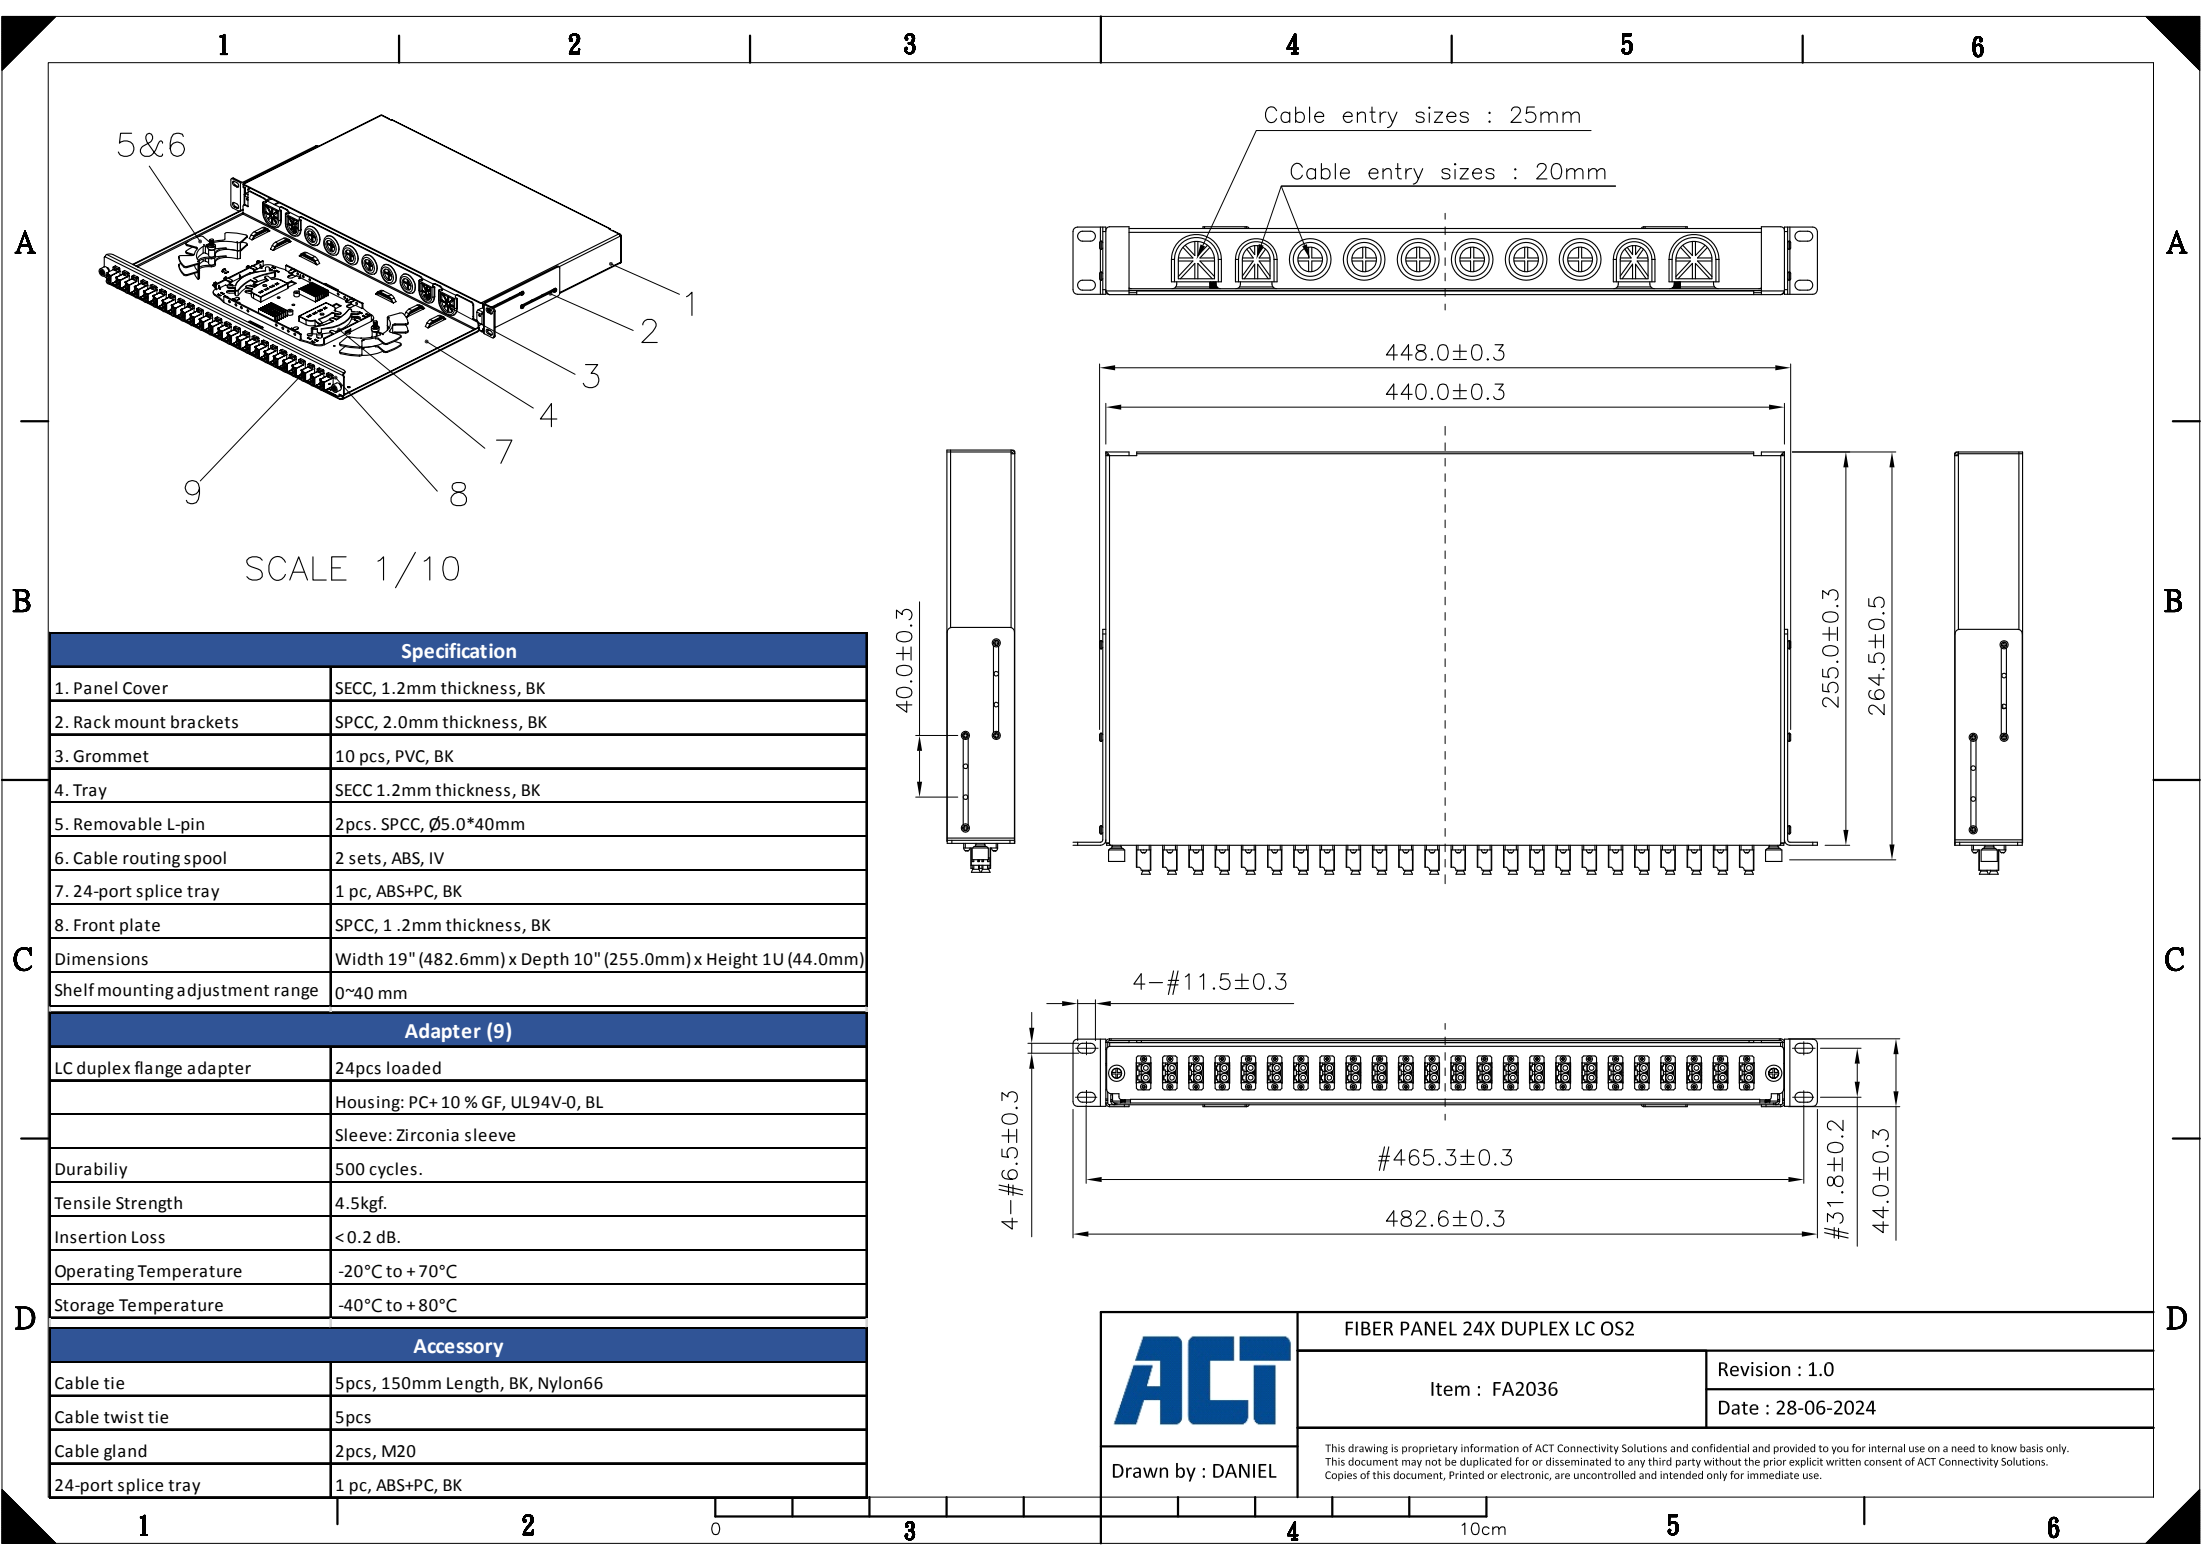 1 2 3 4 5 6
A A
B B
C C
D D
5&6
1
2
3
4
7
8
9
SCALE 1/10
Cable entry sizes : 25mm
Cable entry sizes : 20mm
448.0±0.3
440.0±0.3
40.0±0.3
255.0±0.3
264.5±0.5
4-#11.5±0.3
4-#6.5±0.3
#465.3±0.3
482.6±0.3
#31.8±0.2
44.0±0.3
Specification
1. Panel Cover SECC, 1.2mm thickness, BK
2. Rack mount brackets SPCC, 2.0mm thickness, BK
3. Grommet 10 pcs, PVC, BK
4. Tray SECC 1.2mm thickness, BK
5. Removable L-pin 2pcs. SPCC, Ø5.0*40mm
6. Cable routing spool 2 sets, ABS, IV
7. 24-port splice tray 1 pc, ABS+PC, BK
8. Front plate SPCC, 1 .2mm thickness, BK
Dimensions Width 19" (482.6mm) x Depth 10" (255.0mm) x Height 1U (44.0mm)
Shelf mounting adjustment range 0~40 mm
Adapter (9)
LC duplex flange adapter 24pcs loaded
Housing: PC+ 10 % GF, UL94V-0, BL
Sleeve: Zirconia sleeve
Durabiliy 500 cycles.
Tensile Strength 4.5kgf.
Insertion Loss < 0.2 dB.
Operating Temperature -20°C to +70°C
Storage Temperature -40°C to +80°C
Accessory
Cable tie 5pcs, 150mm Length, BK, Nylon66
Cable twist tie 5pcs
Cable gland 2pcs, M20
24-port splice tray 1 pc, ABS+PC, BK
ACT
Drawn by : DANIEL
FIBER PANEL 24X DUPLEX LC OS2
Item : FA2036
Revision : 1.0
Date : 28-06-2024
This drawing is proprietary information of ACT Connectivity Solutions and confidential and provided to you for internal use on a need to know basis only.
This document may not be duplicated for or disseminated to any third party without the prior explicit written consent of ACT Connectivity Solutions.
Copies of this document, Printed or electronic, are uncontrolled and intended only for immediate use.
1 2 3 4 5 6
0 10cm